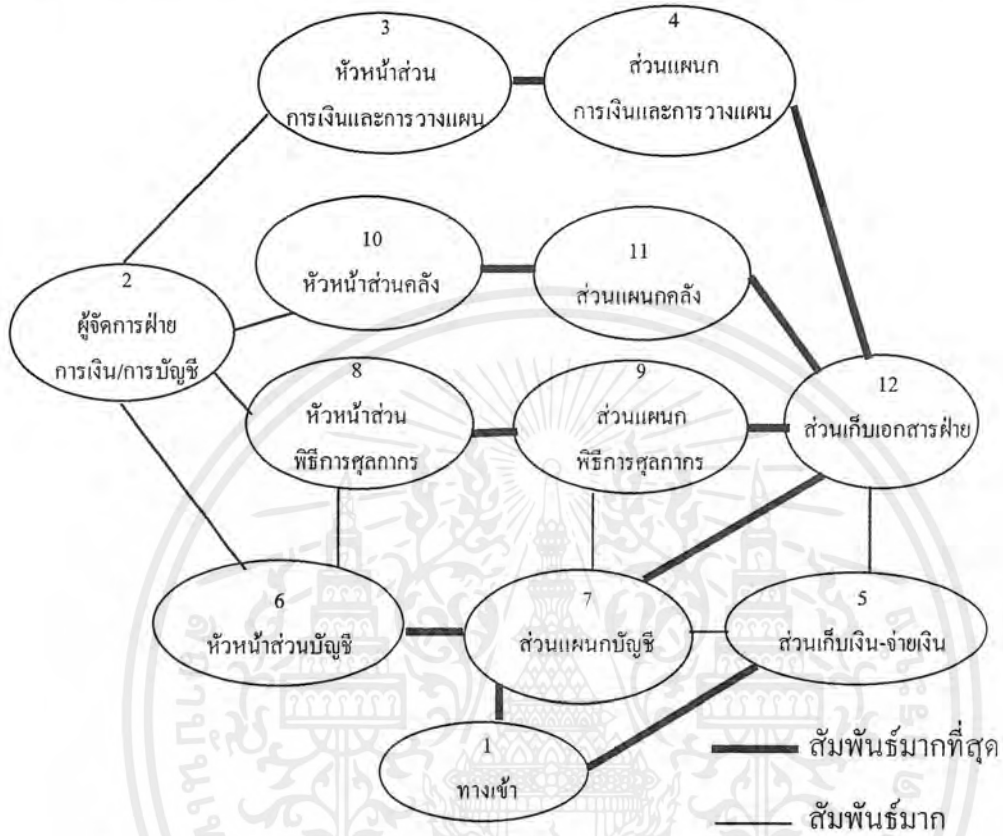 3
หัวหน้าส่วน
การเงินและการวางแผน
4
ส่วนแผนก
การเงินและการวางแผน
10
หัวหน้าส่วนคลัง
11
ส่วนแผนกคลัง
2
ผู้จัดการฝ่าย
การเงิน/การบัญชี
8
หัวหน้าส่วน
พิธีการศุลกากร
9
ส่วนแผนก
พิธีการศุลกากร
12
ส่วนเก็บเอกสารฝ่าย
6
หัวหน้าส่วนบัญชี
7
ส่วนแผนกบัญชี
5
ส่วนเก็บเงิน-จ่ายเงิน
1
ทางเข้า
สัมพันธ์มากที่สุด
สัมพันธ์มาก